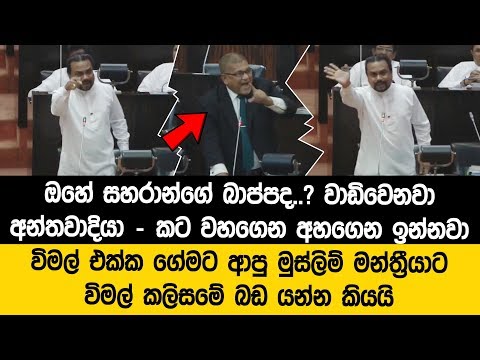 ඔහේ සහරාන්ගේ බාප්පද..? වාඩිවෙනවා
අන්තවාදියා - කට වහගෙන අහගෙන ඉන්නවා
විමල් එක්ක ගේමට ආපු මුස්ලිම් මන්ත්‍රීයාට
විමල් කලිසමේ බඩ යන්න කියයි